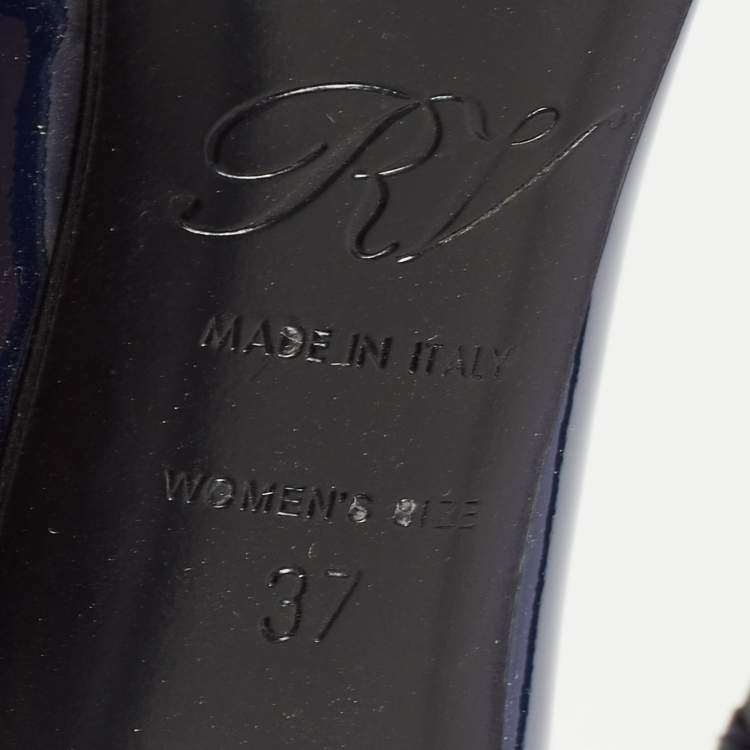 RV
MADE IN ITALY
WOMEN'S SIZE
37